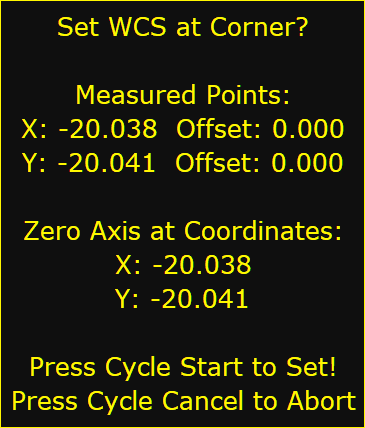 Set WCS at Corner?
Measured Points:
X: -20.038 Offset: 0.000
Y: -20.041 Offset: 0.000
Zero Axis at Coordinates:
X: -20.038
Y: -20.041
Press Cycle Start to Set!
Press Cycle Cancel to Abort